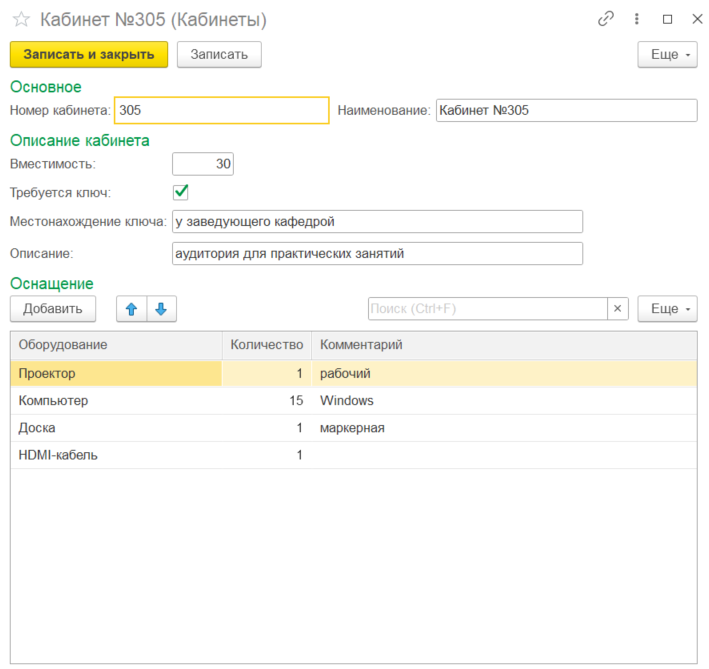 Кабинет №305 (Кабинеты)
Записать и закрыть Записать Еще
Основное
Номер кабинета: 305 Наименование: Кабинет №305
Описание кабинета
Вместимость: 30
Требуется ключ:
Местонахождение ключа: у заведующего кафедрой
Описание: аудитория для практических занятий
Оснащение
Добавить Поиск (Ctrl+F) × Еще
Оборудование Количество Комментарий
Проектор 1 рабочий
Компьютер 15 Windows
Доска 1 маркерная
HDMI-кабель 1